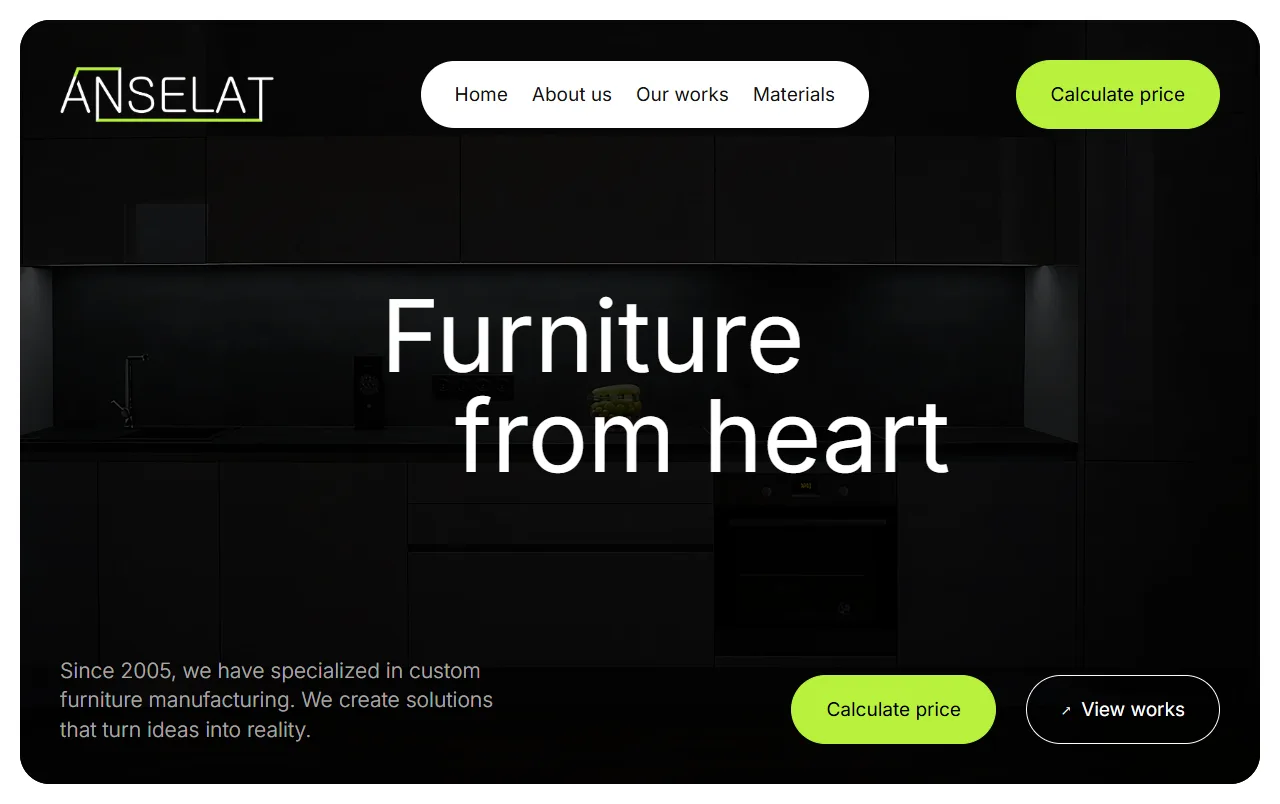 ANSELAT
Home About us Our works Materials
Calculate price
Furniture
from heart
Since 2005, we have specialized in custom
furniture manufacturing. We create solutions
that turn ideas into reality.
Calculate price
↗ View works